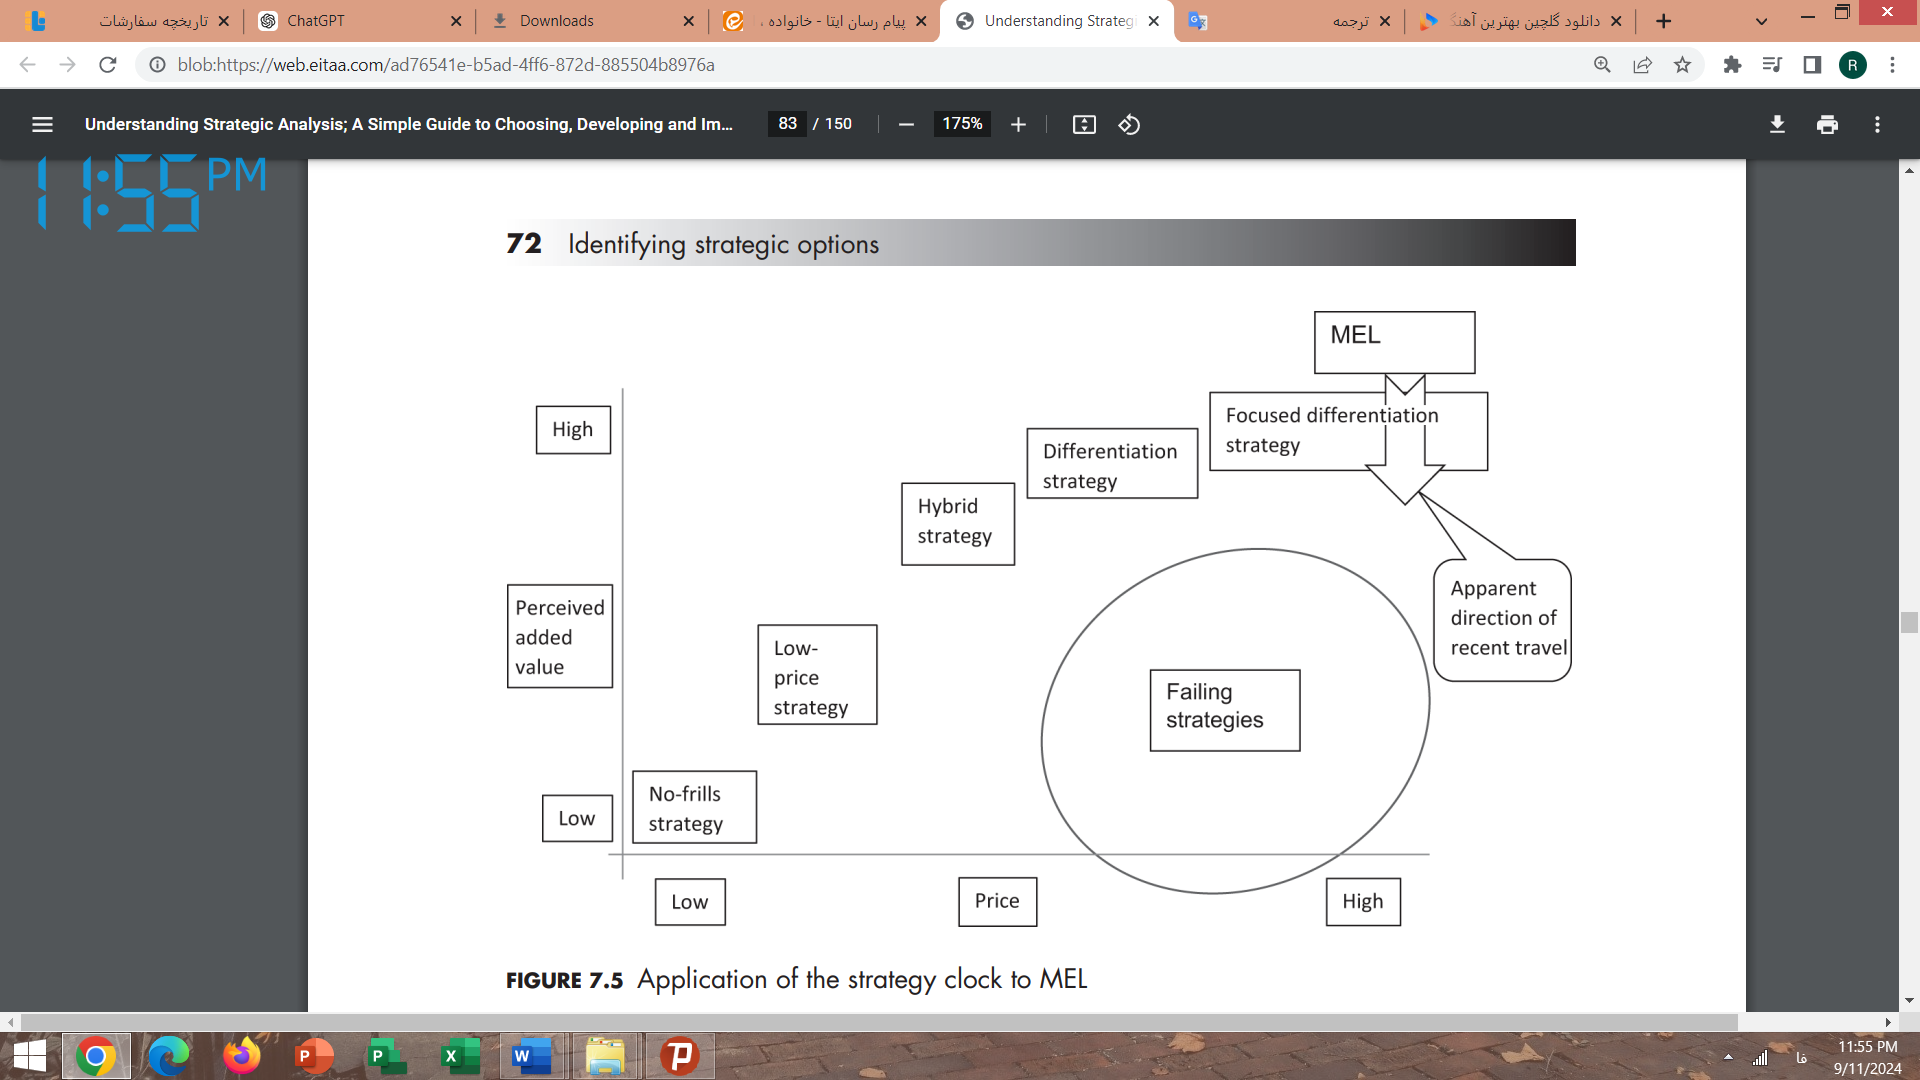 تاریخچه سفارشات
ChatGPT
Downloads
پیام رسان ایتا - خانواده
Understanding Strateg
ترجمه
دانلود گلچین بهترین آهنگ
blob:https://web.eitaa.com/ad76541e-b5ad-4ff6-872d-885504b8976a
R
Understanding Strategic Analysis; A Simple Guide to Choosing, Developing and Im...
83 / 150
175%
11:55 PM
72 Identifying strategic options
MEL
High
Focused differentiation
strategy
Differentiation
strategy
Hybrid
strategy
Perceived
added
value
Apparent
direction of
recent travel
Low-
price
strategy
Failing
strategies
No-frills
strategy
Low
Low
Price
High
FIGURE 7.5 Application of the strategy clock to MEL
فا
11:55 PM
9/11/2024